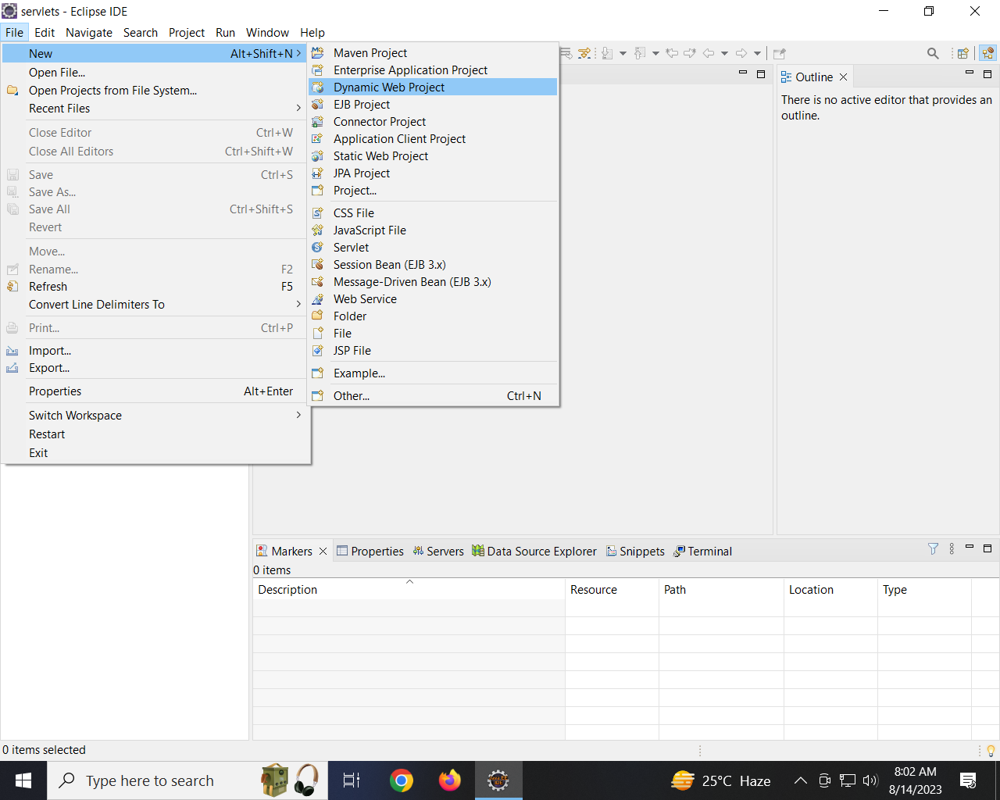 servlets - Eclipse IDE
File Edit Navigate Search Project Run Window Help
New Alt+Shift+N
Open File...
Open Projects from File System...
Recent Files
Close Editor Ctrl+W
Close All Editors Ctrl+Shift+W
Save Ctrl+S
Save As...
Save All Ctrl+Shift+S
Revert
Move...
Rename... F2
Refresh F5
Convert Line Delimiters To
Print... Ctrl+P
Import...
Export...
Properties Alt+Enter
Switch Workspace
Restart
Exit
Maven Project
Enterprise Application Project
Dynamic Web Project
EJB Project
Connector Project
Application Client Project
Static Web Project
JPA Project
Project...
CSS File
JavaScript File
Servlet
Session Bean (EJB 3.x)
Message-Driven Bean (EJB 3.x)
Web Service
Folder
File
JSP File
Example...
Other... Ctrl+N
Outline
There is no active editor that provides an
outline.
Markers Properties Servers Data Source Explorer Snippets Terminal
0 items
Description Resource Path Location Type
0 items selected
Type here to search
25°C Haze
8:02 AM
8/14/2023